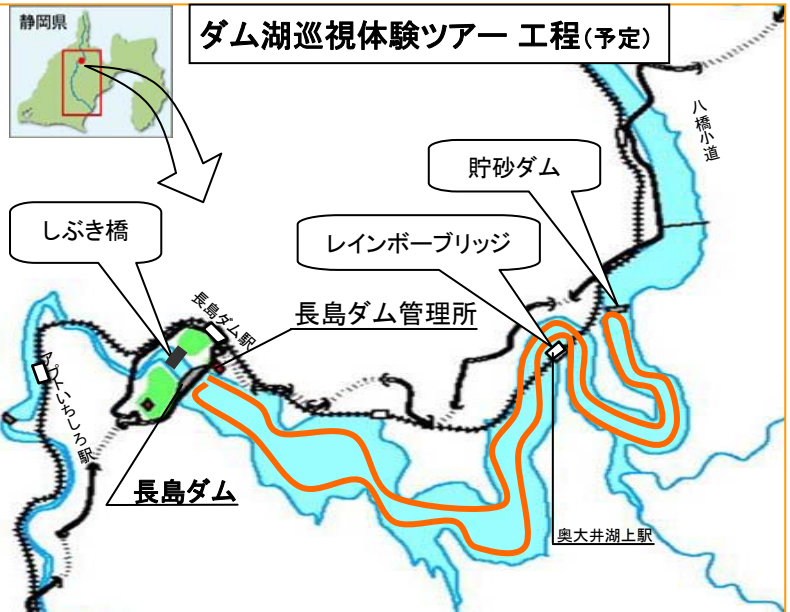 静岡県
ダム湖巡視体験ツアー 工程(予定)
八橋小道
貯砂ダム
しぶき橋
レインボーブリッジ
長島ダム駅
長島ダム管理所
アプトいちしろ駅
長島ダム
奥大井湖上駅